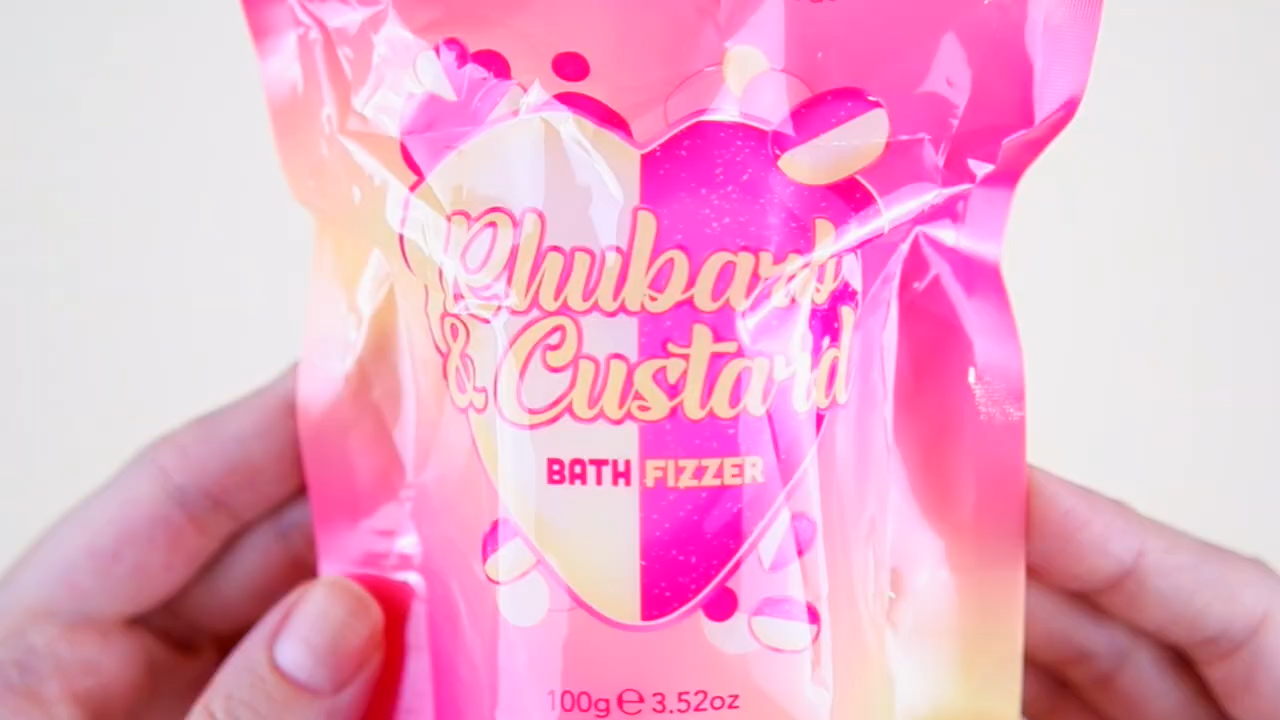 Rhubarb
& Custard
BATH FIZZER
100g ℮ 3.52oz